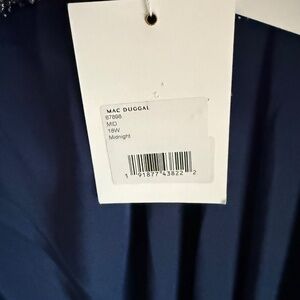 MAC DUGGAL
67898
MID
18W
Midnight
1 91877 43822 2